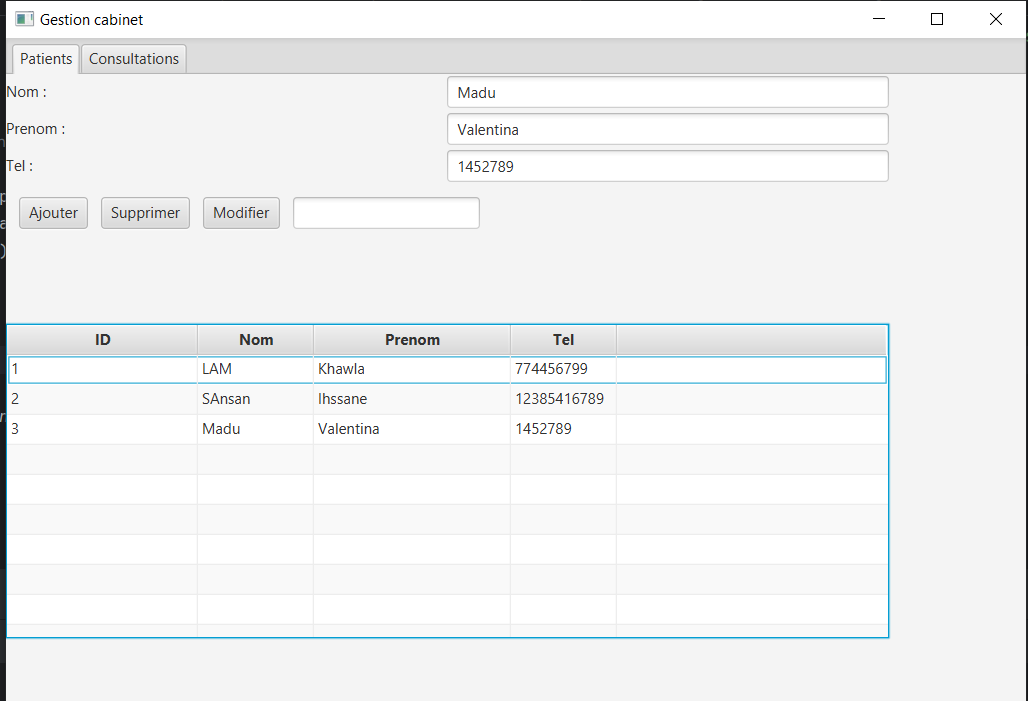 Gestion cabinet
Patients Consultations
Nom : Madu
Prenom : Valentina
Tel : 1452789
Ajouter Supprimer Modifier
ID Nom Prenom Tel
1 LAM Khawla 774456799
2 SAnsan Ihssane 12385416789
3 Madu Valentina 1452789